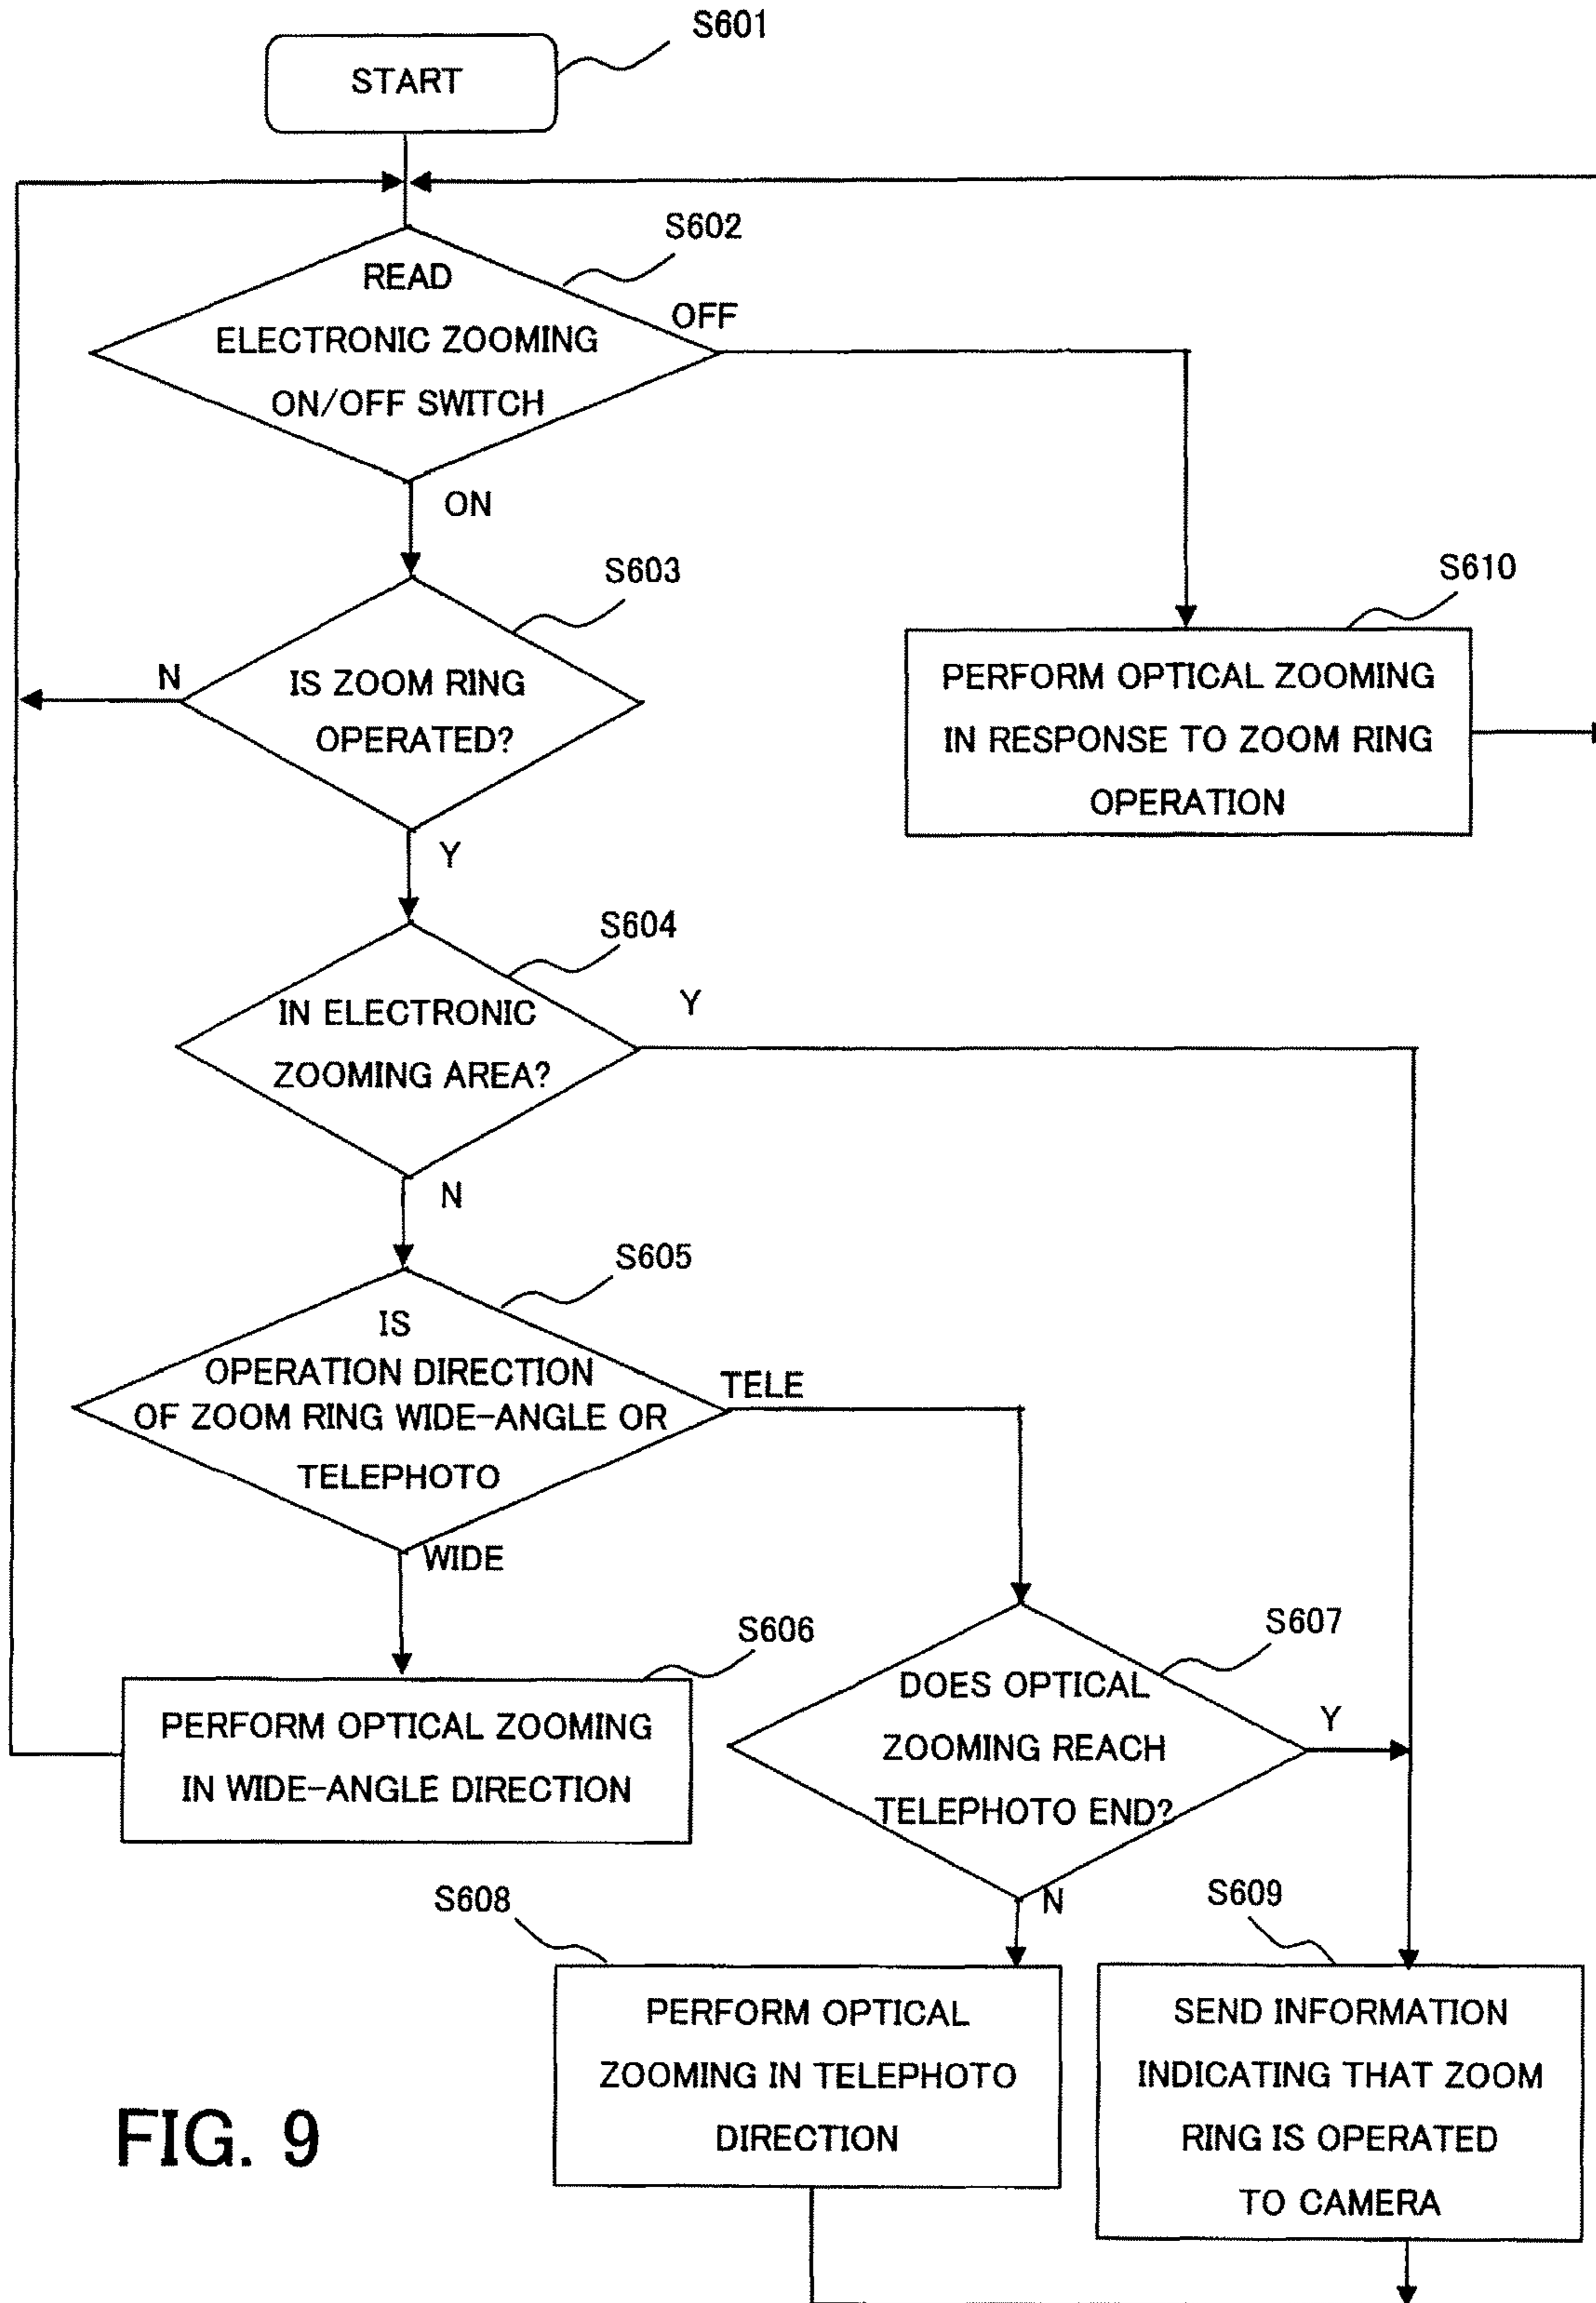 S601
START
S602
READ
ELECTRONIC ZOOMING
ON/OFF SWITCH
OFF
ON
S603
IS ZOOM RING
OPERATED?
N
Y
S610
PERFORM OPTICAL ZOOMING
IN RESPONSE TO ZOOM RING
OPERATION
S604
IN ELECTRONIC
ZOOMING AREA?
Y
N
S605
IS
OPERATION DIRECTION
OF ZOOM RING WIDE-ANGLE OR
TELEPHOTO
TELE
WIDE
S606
PERFORM OPTICAL ZOOMING
IN WIDE-ANGLE DIRECTION
S607
DOES OPTICAL
ZOOMING REACH
TELEPHOTO END?
Y
N
S608
PERFORM OPTICAL
ZOOMING IN TELEPHOTO
DIRECTION
S609
SEND INFORMATION
INDICATING THAT ZOOM
RING IS OPERATED
TO CAMERA
FIG. 9